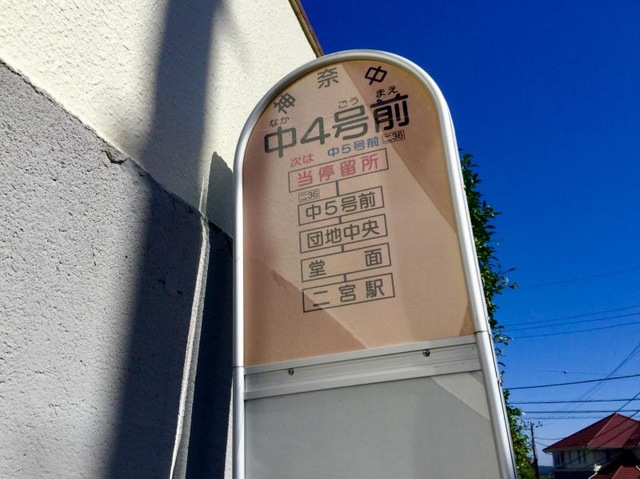 神奈中
なか ごう まえ
中4号前
二36
次は 中5号前
当停留所
二36
中5号前
団地中央
堂面
二宮駅